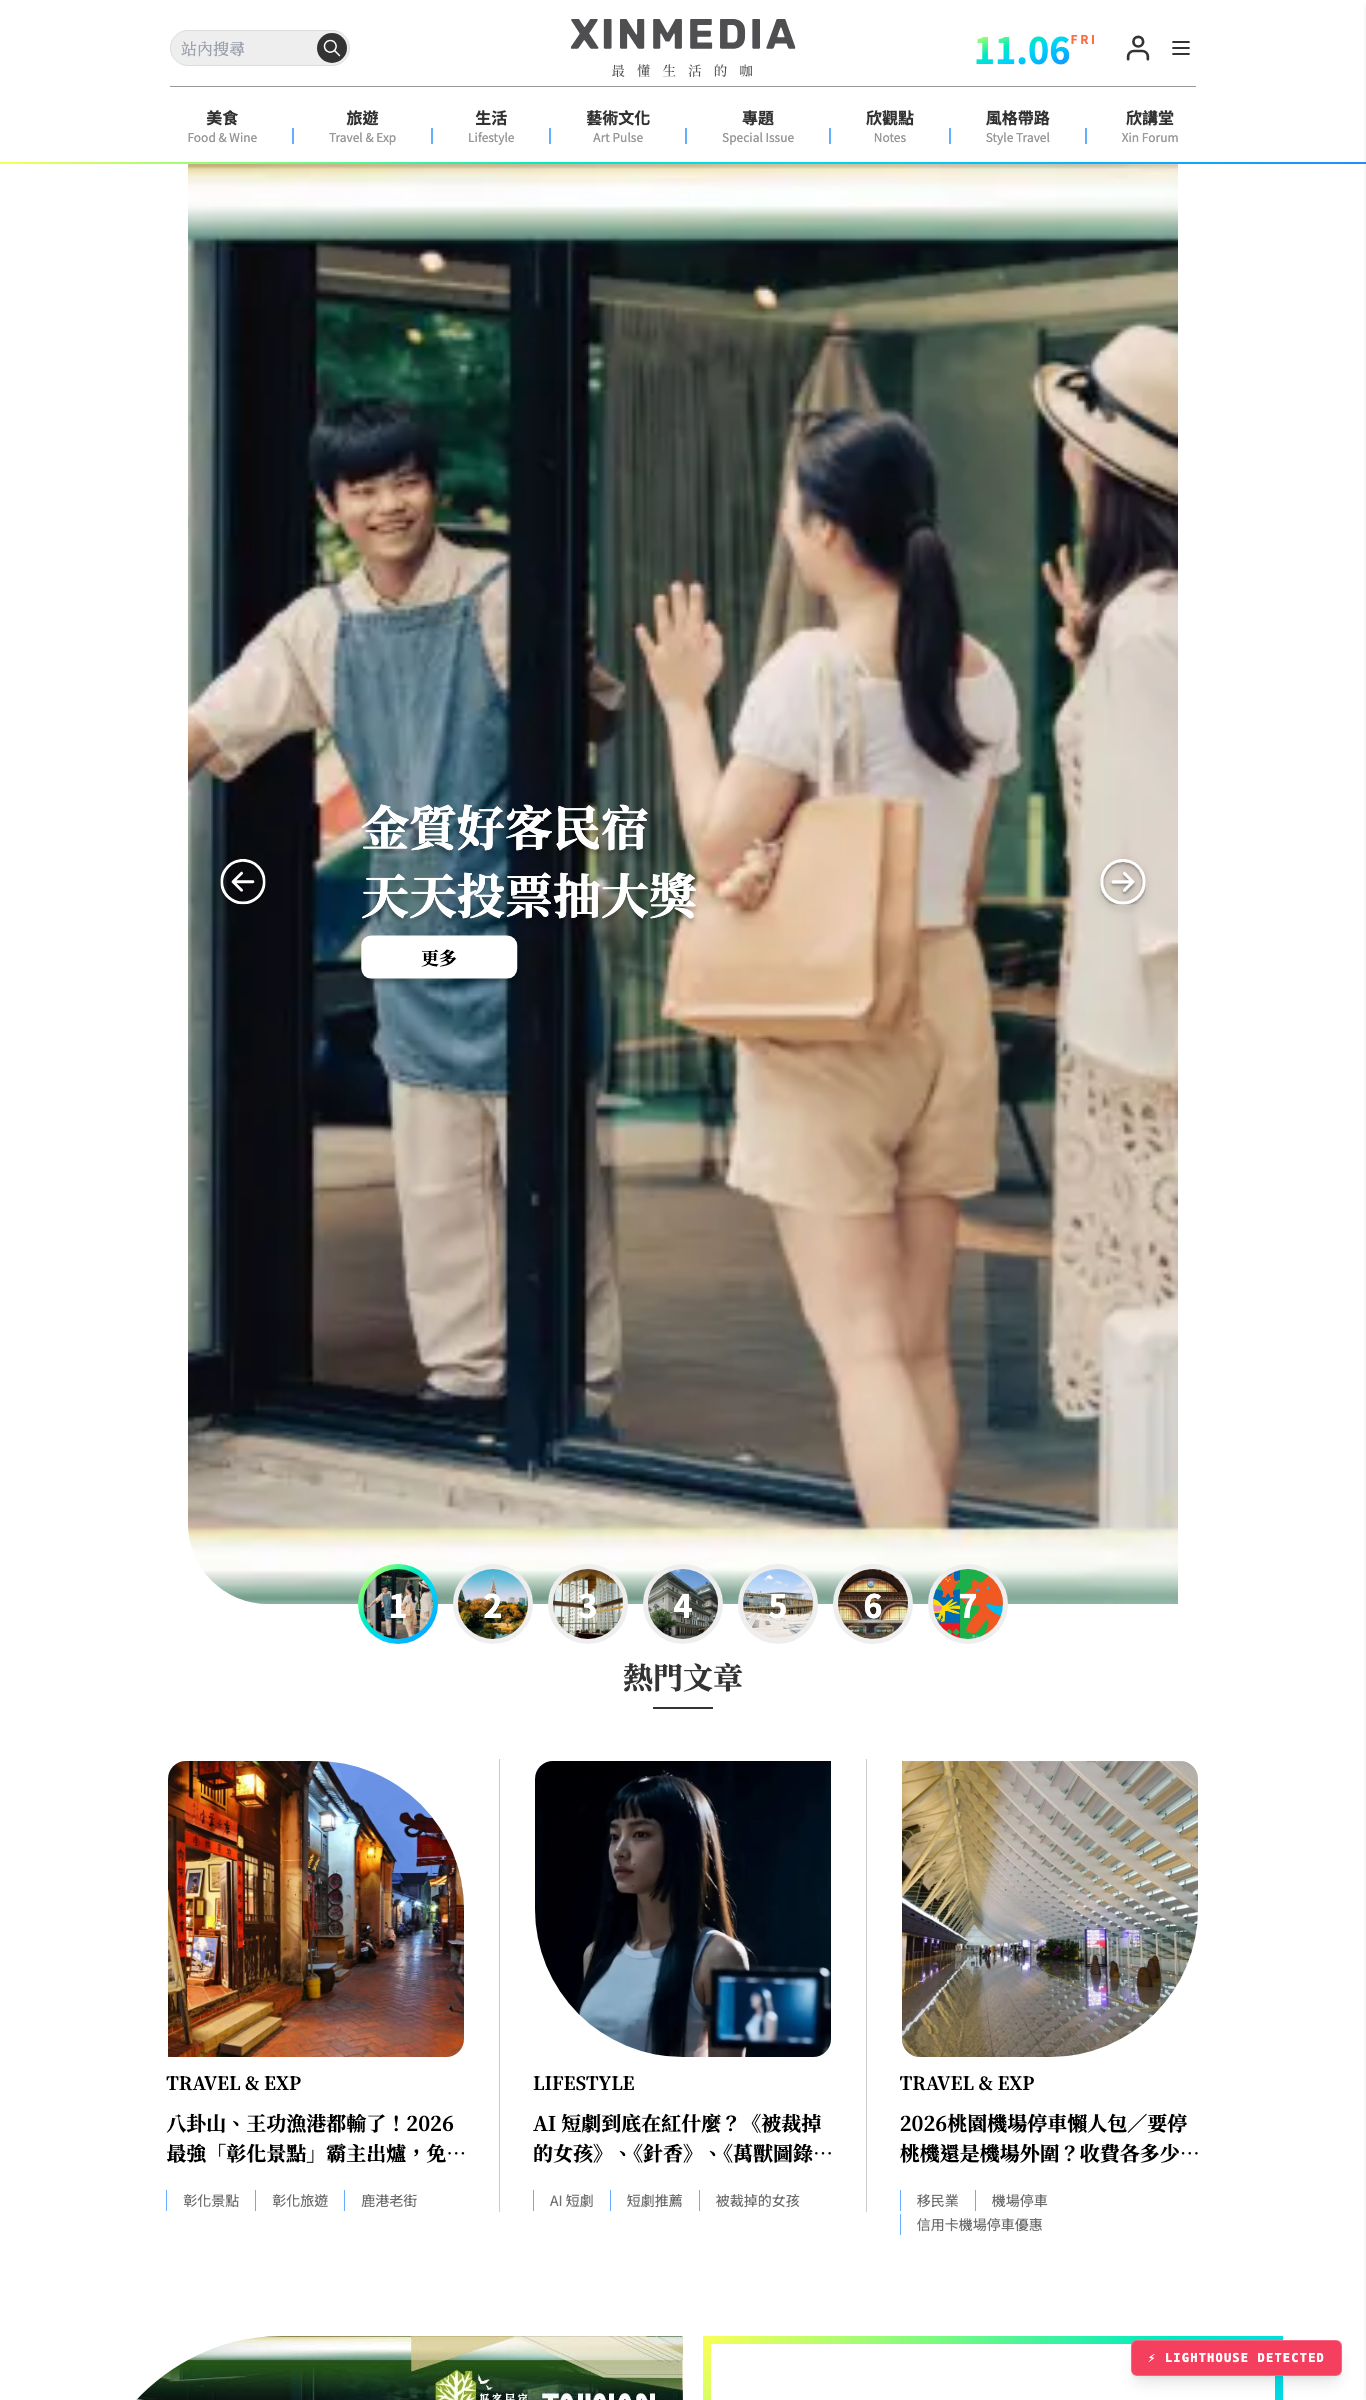 站內搜尋
XINMEDIA
最懂生活的咖
11.06 FRI
美食
Food & Wine
旅遊
Travel & Exp
生活
Lifestyle
藝術文化
Art Pulse
專題
Special Issue
欣觀點
Notes
風格帶路
Style Travel
欣講堂
Xin Forum
金質好客民宿
天天投票抽大獎
更多
1 2 3 4 5 6 7
熱門文章
TRAVEL & EXP
八卦山、王功漁港都輸了！2026
最強「彰化景點」霸主出爐，免…
彰化景點 彰化旅遊 鹿港老街
LIFESTYLE
AI 短劇到底在紅什麼？《被裁掉
的女孩》、《針香》、《萬獸圖錄…
AI 短劇 短劇推薦 被裁掉的女孩
TRAVEL & EXP
2026桃園機場停車懶人包／要停
桃機還是機場外圍？收費各多少…
移民業 機場停車
信用卡機場停車優惠
好客民宿
⚡ LIGHTHOUSE DETECTED